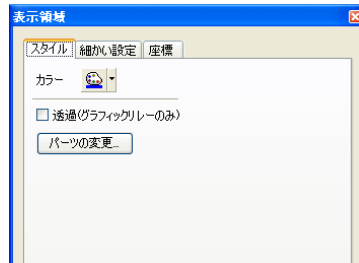 表示領域
スタイル 細かい設定 座標
カラー
透過(グラフィックリレーのみ)
パーツの変更...